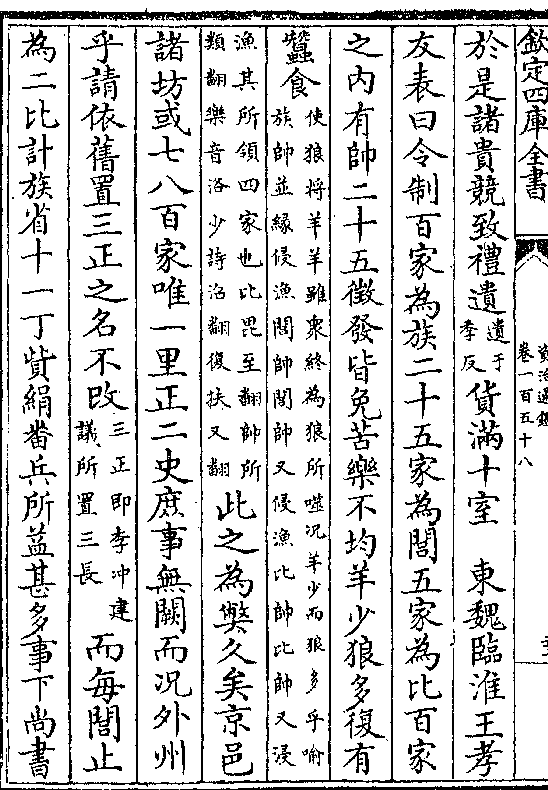 欽定四庫全書
資治通鑑
卷一百五十八
於是諸貴競致禮遺遺于季反貨滿十室　東魏臨淮王孝
友表曰令制百家為族二十五家為閭五家為比百家
之内有帥二十五徵發皆免苦樂不均羊少狼多復有
蠶食使狼將羊羊雖衆終為狼所噬况羊少而狼多乎喻族帥並緣侵漁閭帥閭帥又侵漁比帥比帥又浸
漁其所領四家也比毘至翻帥所類翻樂音洛少詩沼翻復扶又翻此之為弊久矣京邑
諸坊或七八百家唯一里正二史庶事無闕而况外州
乎請依舊置三正之名不改三正即李冲建議所置三長而每閭止
為二比計族省十一丁貲絹畨兵所益甚多事下尚書